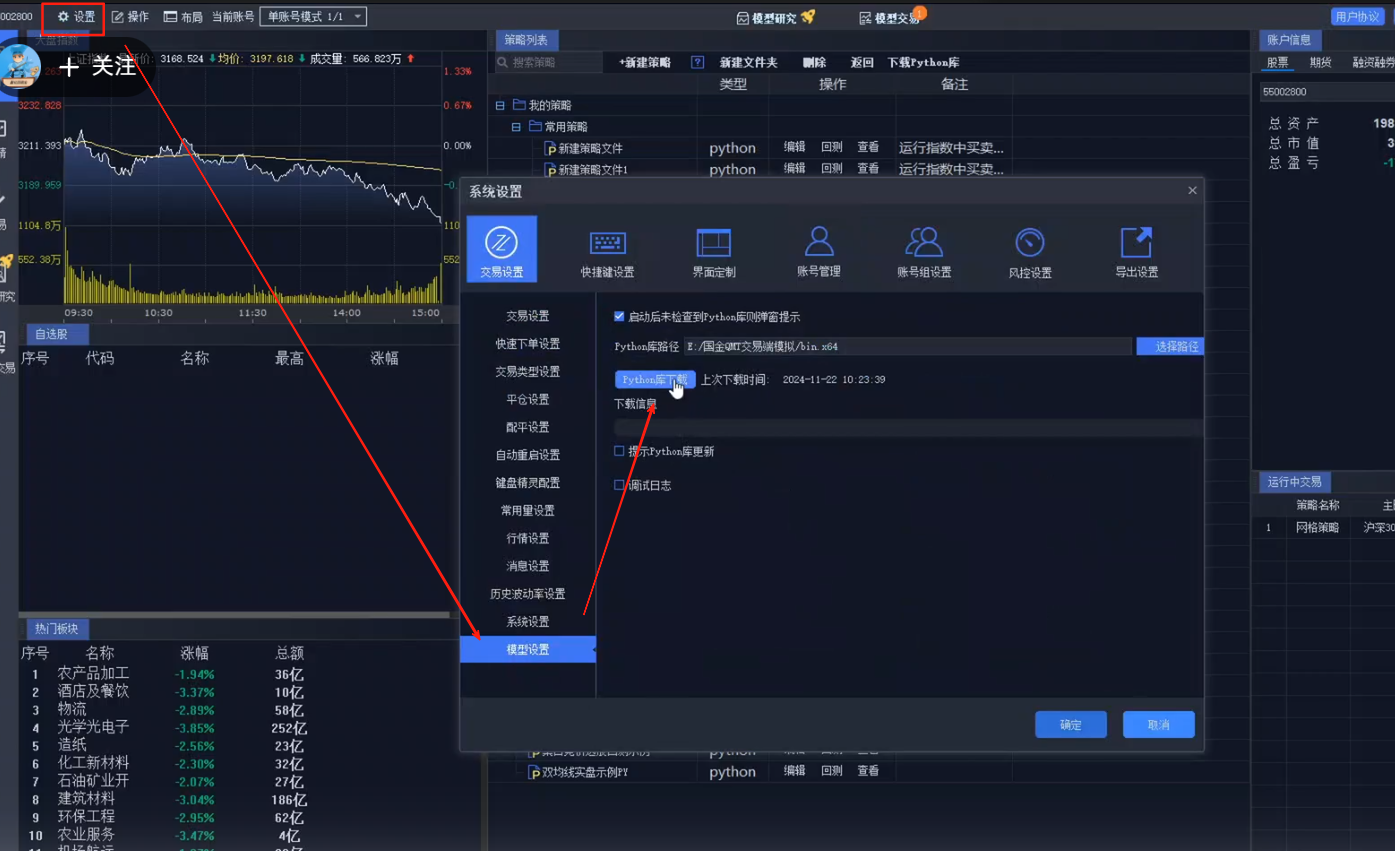 002800 设置 操作 布局 当前账号 单账号模式 1/1 模型研究 模型交易 1 用户协议
大盘指数
+ 关注
均价: 3197.618 成交量: 566.823万
3168.524
1.33%
3232.828
0.67%
3211.393
0.00%
3189.959
1104.8万
110
552.38万
552
09:30 10:30 11:30 14:00 15:00
自选股
序号 代码 名称 最高 涨幅
热门板块
序号 名称 涨幅 总额
1 农产品加工 -1.94% 36亿
2 酒店及餐饮 -3.37% 10亿
3 物流 -2.89% 58亿
4 光学光电子 -3.85% 252亿
5 造纸 -2.56% 23亿
6 化工新材料 -2.30% 32亿
7 石油矿业开 -2.07% 27亿
8 建筑材料 -3.04% 186亿
9 环保工程 -2.95% 62亿
10 农业服务 -3.47% 4亿
策略列表
搜索策略 +新建策略 ? 新建文件夹 删除 返回 下载Python库
类型 操作 备注
我的策略
常用策略
新建策略文件 python 编辑 回测 查看 运行指数中买卖...
新建策略文件1 python 编辑 回测 查看 运行指数中买卖...
系统设置
交易设置 快捷键设置 界面定制 账号管理 账号组设置 风控设置 导出设置
交易设置
快速下单设置
交易类型设置
平仓设置
配平设置
自动重启设置
键盘精灵配置
常用量设置
行情设置
消息设置
历史波动率设置
系统设置
模型设置
启动后未检查到Python库则弹窗提示
Python库路径 E:/国金QMT交易端模拟/bin.x64 选择路径
Python库下载 上次下载时间: 2024-11-22 10:23:39
下载信息
提示Python库更新
调试日志
确定 取消
双均线实盘示例PY python 编辑 回测 查看
账户信息
股票 期货 融资融券
55002800
总资产 198
总市值 3
总盈亏 -1
运行中交易
策略名称
1 网格策略 沪深30